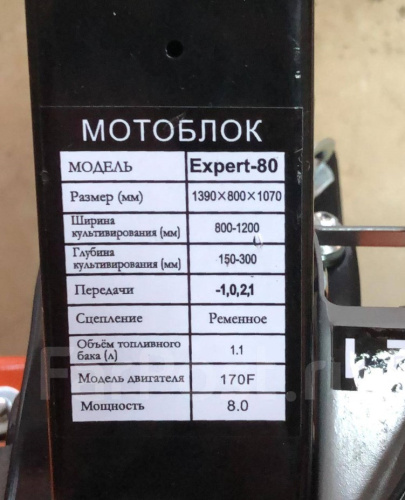 МОТОБЛОК
МОДЕЛЬ Expert-80
Размер (мм) 1390×800×1070
Ширина
культивирования (мм) 800-1200
Глубина
культивирования (мм) 150-300
Передачи -1,0,2,1
Сцепление Ременное
Объём топливного
бака (л) 1.1
Модель двигателя 170F
Мощность 8.0